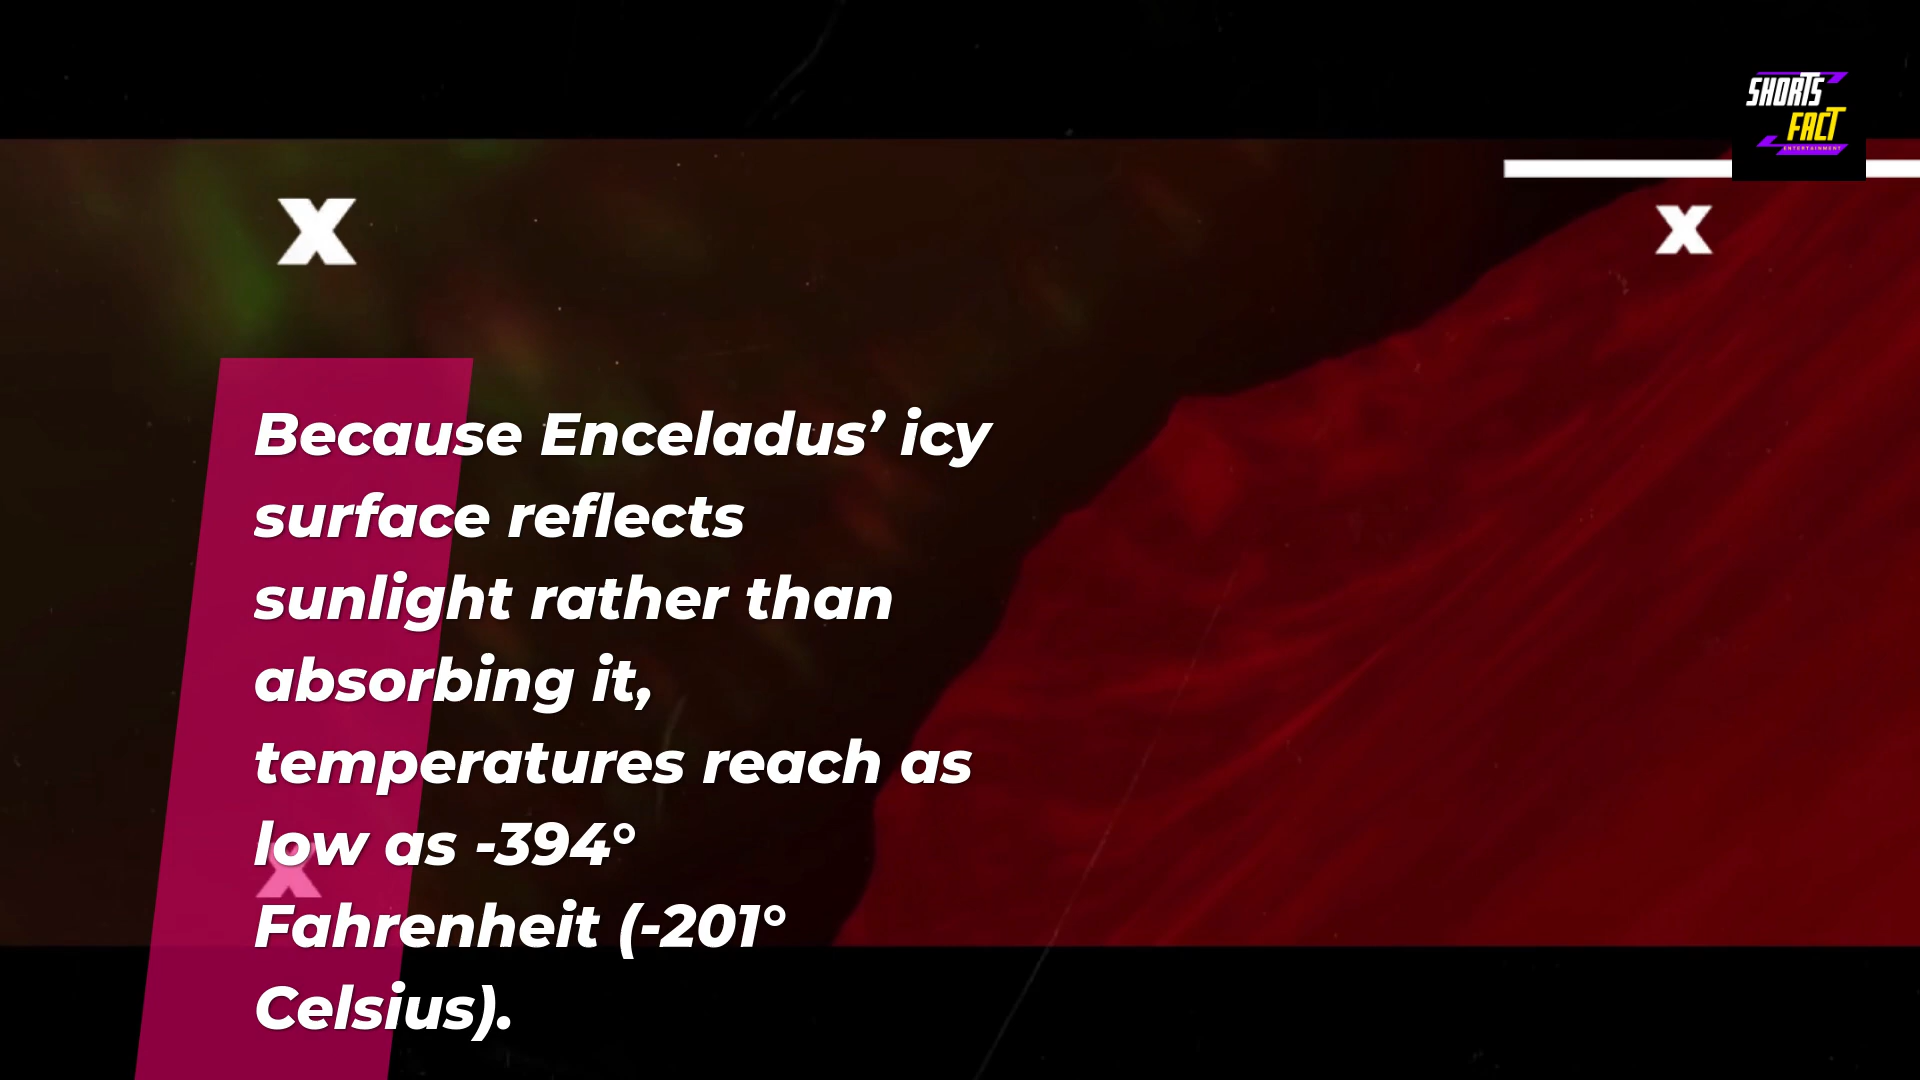 SHORTS
FACT
ENTERTAINMENT
x
x
Because Enceladus’ icy
surface reflects
sunlight rather than
absorbing it,
temperatures reach as
low as -394°
Fahrenheit (-201°
Celsius).
x